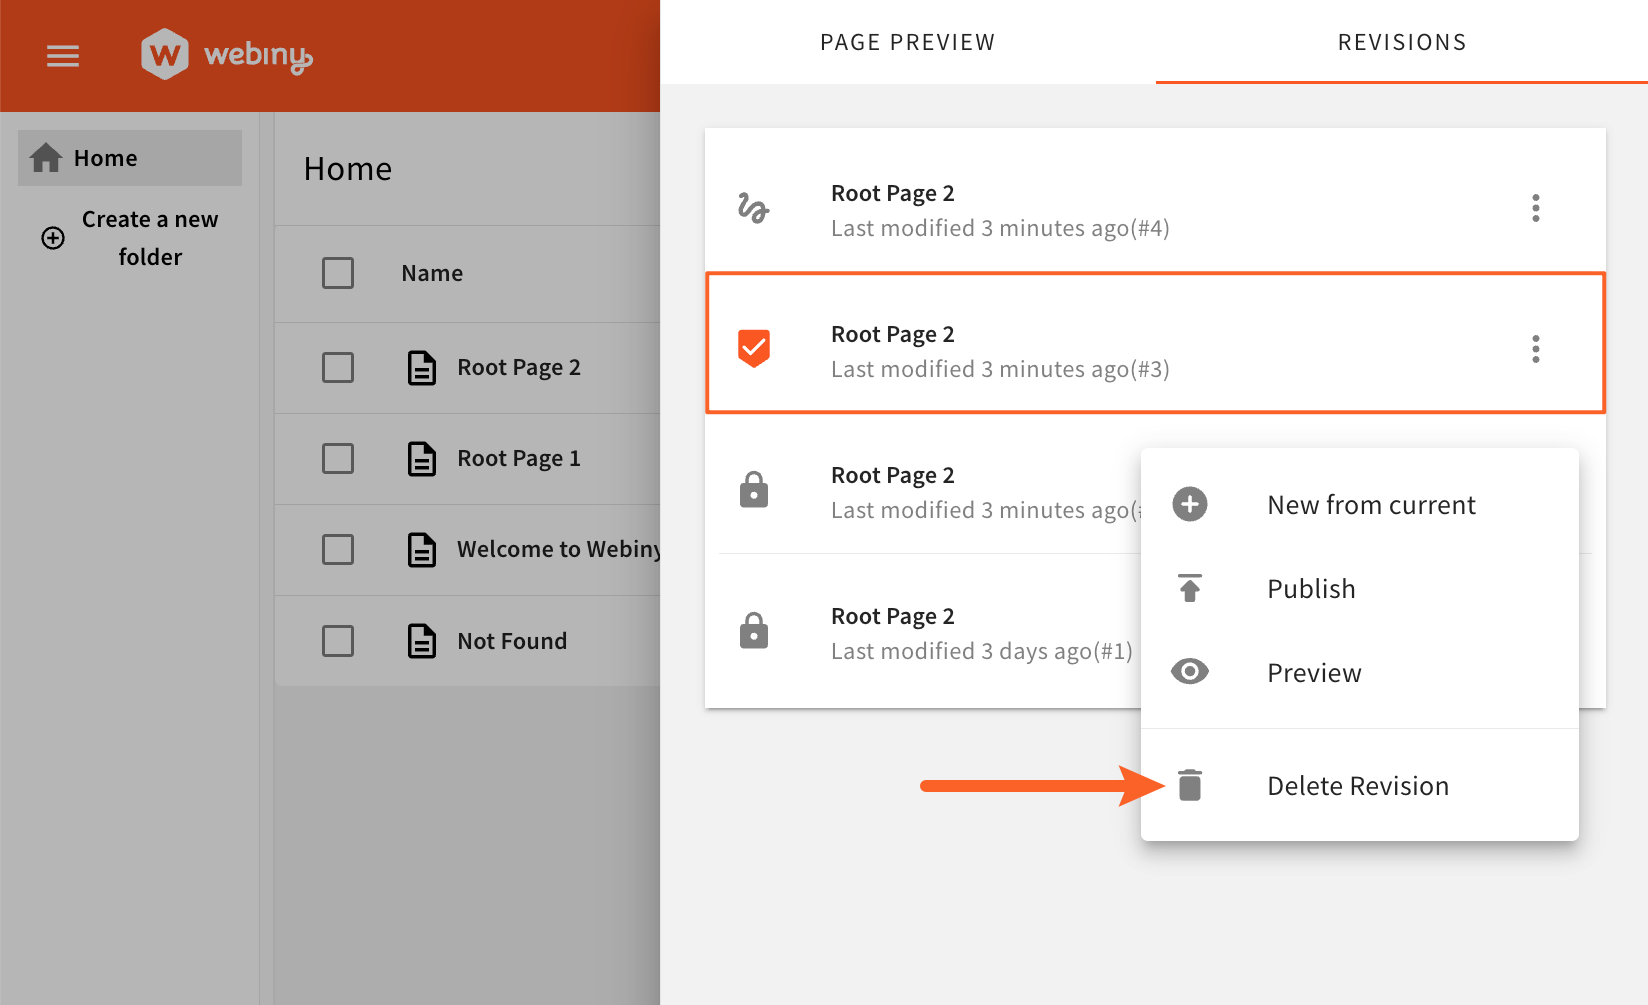 webiny
PAGE PREVIEW
REVISIONS
Home
Create a new
folder
Home
Name
Root Page 2
Root Page 1
Welcome to Webiny
Not Found
Root Page 2
Last modified 3 minutes ago(#4)
Root Page 2
Last modified 3 minutes ago(#3)
Root Page 2
Last modified 3 minutes ago(#
Root Page 2
Last modified 3 days ago(#1)
New from current
Publish
Preview
Delete Revision